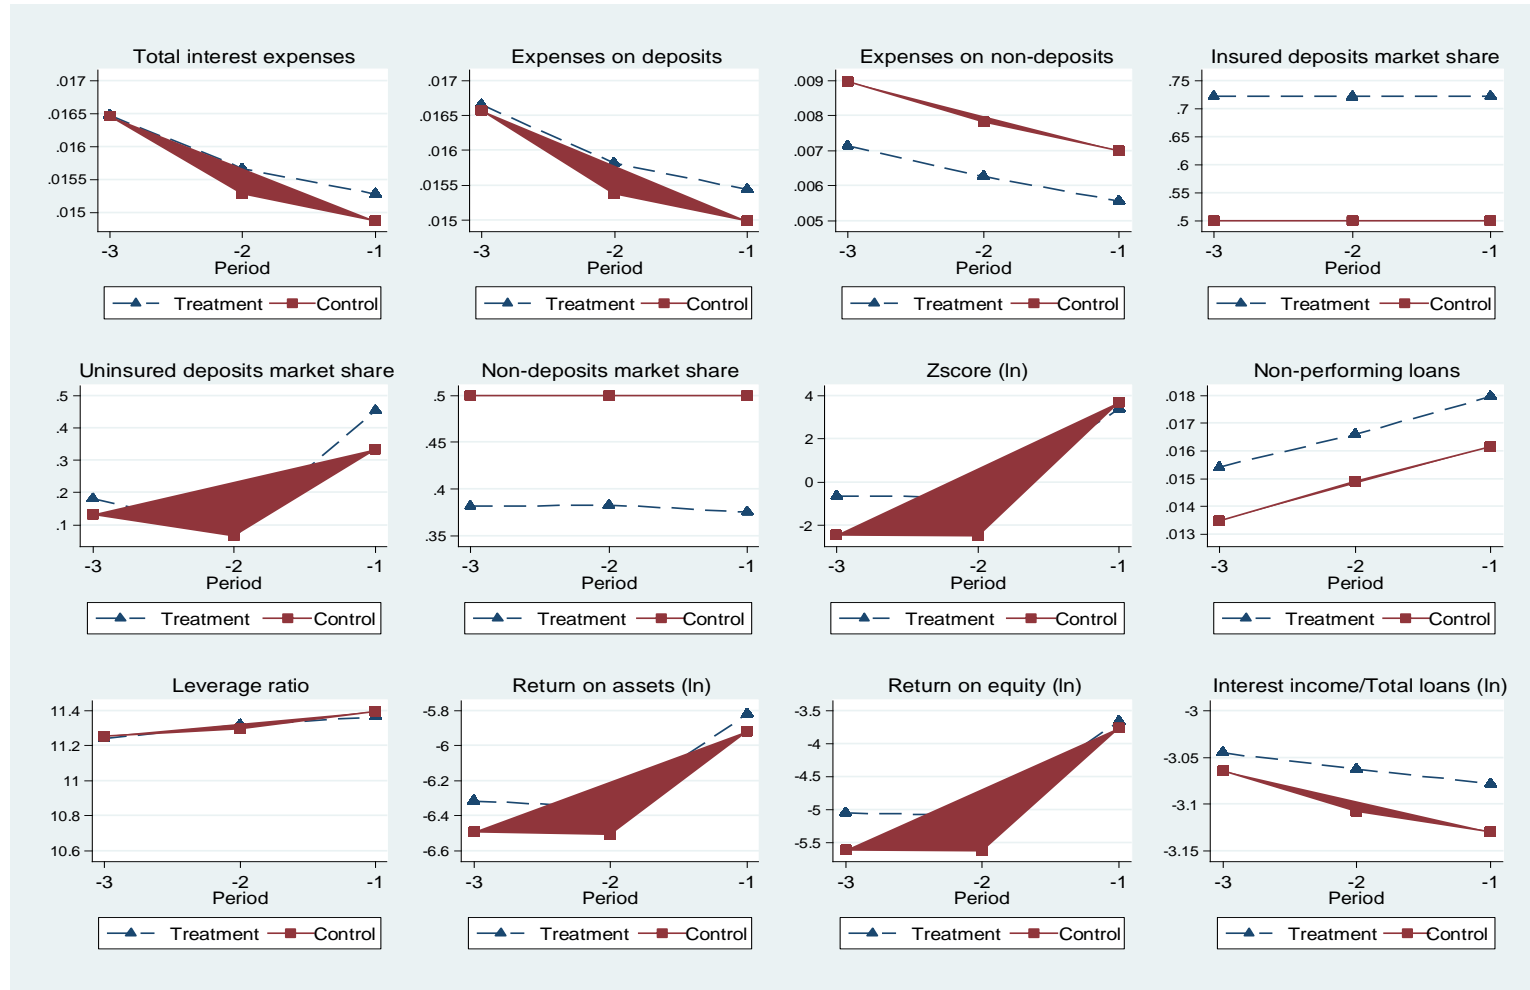 Total interest expenses
.017
.0165
.016
.0155
.015
-3 -2 -1
Period
Treatment Control
Expenses on deposits
.017
.0165
.016
.0155
.015
-3 -2 -1
Period
Treatment Control
Expenses on non-deposits
.009
.008
.007
.006
.005
-3 -2 -1
Period
Treatment Control
Insured deposits market share
.75
.7
.65
.6
.55
.5
-3 -2 -1
Period
Treatment Control
Uninsured deposits market share
.5
.4
.3
.2
.1
-3 -2 -1
Period
Treatment Control
Non-deposits market share
.5
.45
.4
.35
-3 -2 -1
Period
Treatment Control
Zscore (ln)
4
2
0
-2
-3 -2 -1
Period
Treatment Control
Non-performing loans
.018
.017
.016
.015
.014
.013
-3 -2 -1
Period
Treatment Control
Leverage ratio
11.4
11.2
11
10.8
10.6
-3 -2 -1
Period
Treatment Control
Return on assets (ln)
-5.8
-6
-6.2
-6.4
-6.6
-3 -2 -1
Period
Treatment Control
Return on equity (ln)
-3.5
-4
-4.5
-5
-5.5
-3 -2 -1
Period
Treatment Control
Interest income/Total loans (ln)
-3
-3.05
-3.1
-3.15
-3 -2 -1
Period
Treatment Control